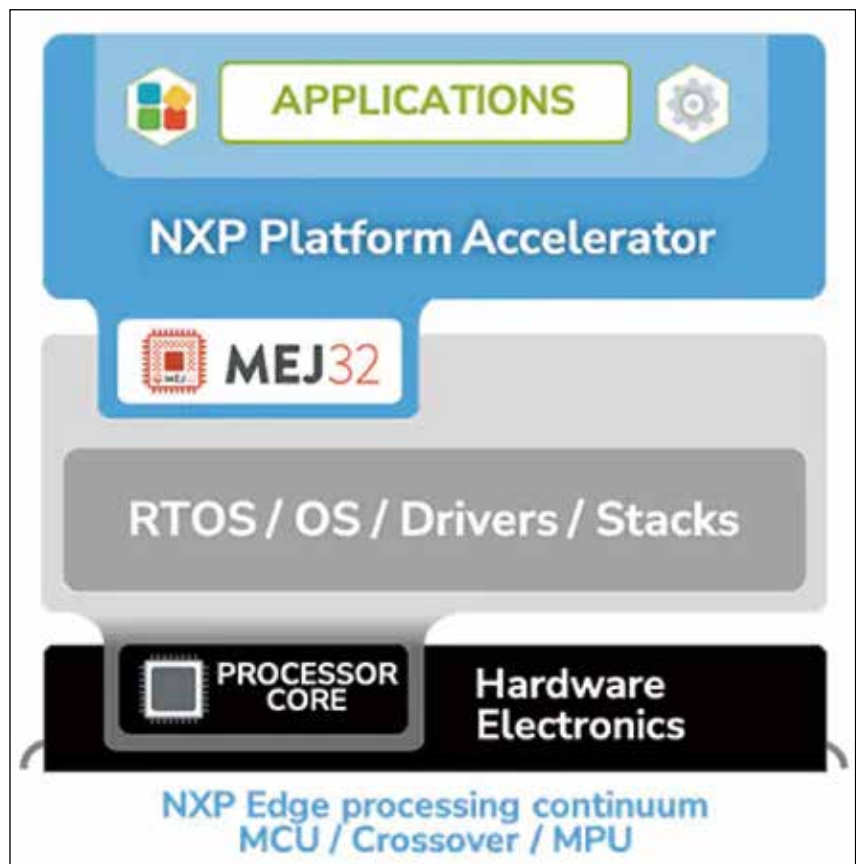 APPLICATIONS
NXP Platform Accelerator
MEJ
MEJ32
RTOS / OS / Drivers / Stacks
PROCESSOR
CORE
Hardware
Electronics
NXP Edge processing continuum
MCU / Crossover / MPU